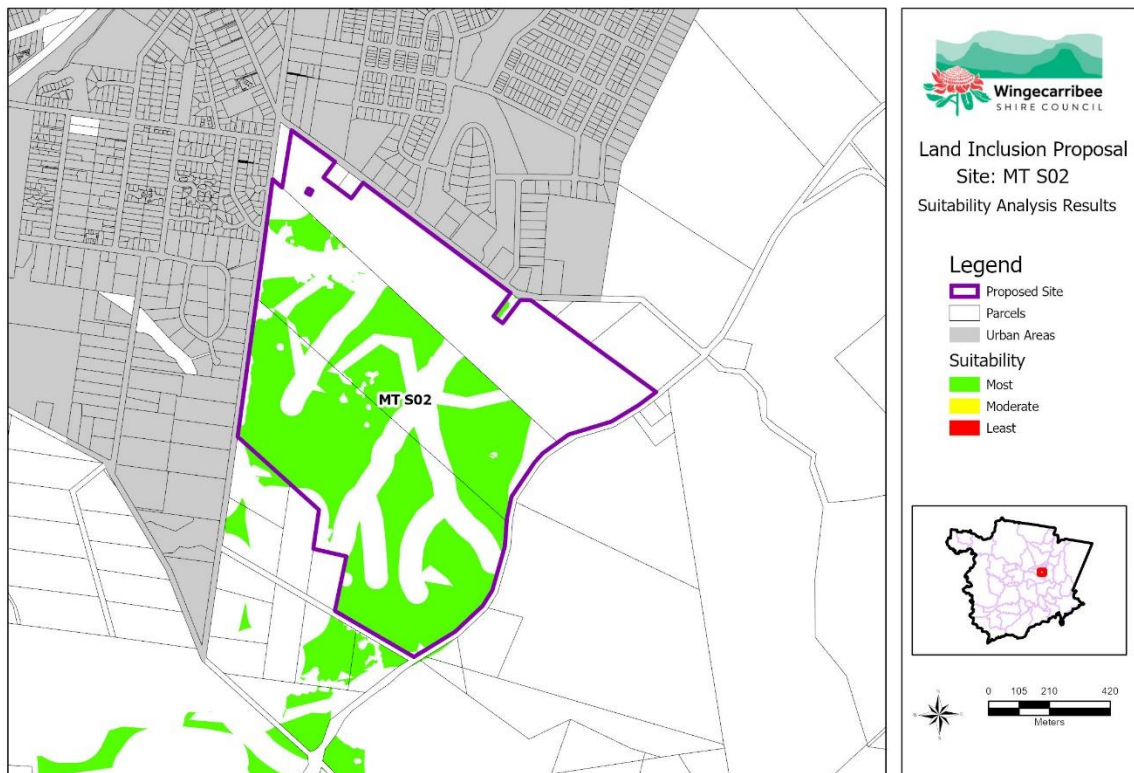 MT S02
Wingecarribee
SHIRE COUNCIL
Land Inclusion Proposal
Site: MT S02
Suitability Analysis Results
Legend
Proposed Site
Parcels
Urban Areas
Suitability
Most
Moderate
Least
0 105 210 420
Meters